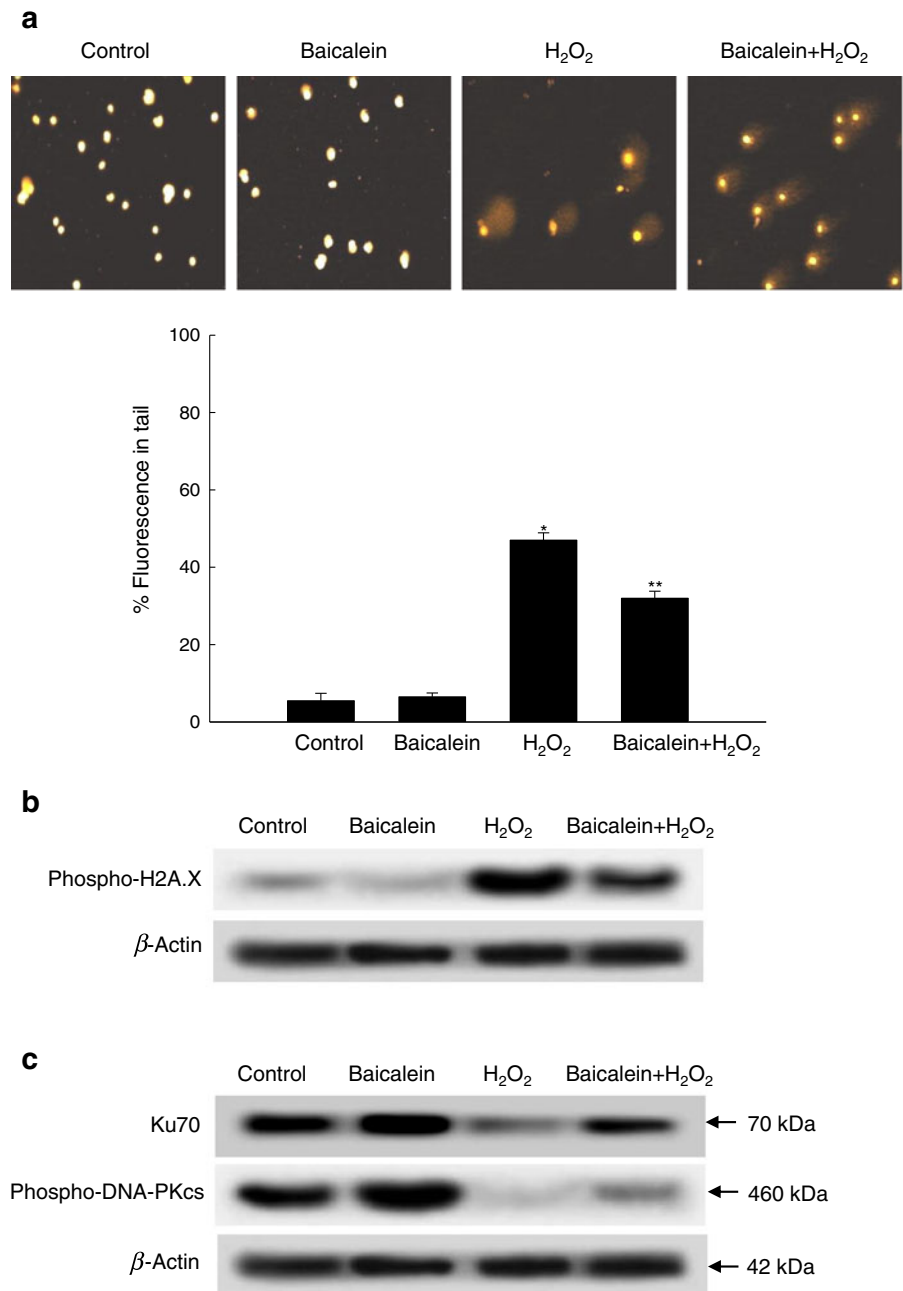 a
Control Baicalein H₂O₂ Baicalein+H₂O₂
100
80
60
40
20
0
% Fluorescence in tail
*
**
Control Baicalein H₂O₂ Baicalein+H₂O₂
b
Control Baicalein H₂O₂ Baicalein+H₂O₂
Phospho-H2A.X
β-Actin
c
Control Baicalein H₂O₂ Baicalein+H₂O₂
Ku70 70 kDa
Phospho-DNA-PKcs 460 kDa
β-Actin 42 kDa